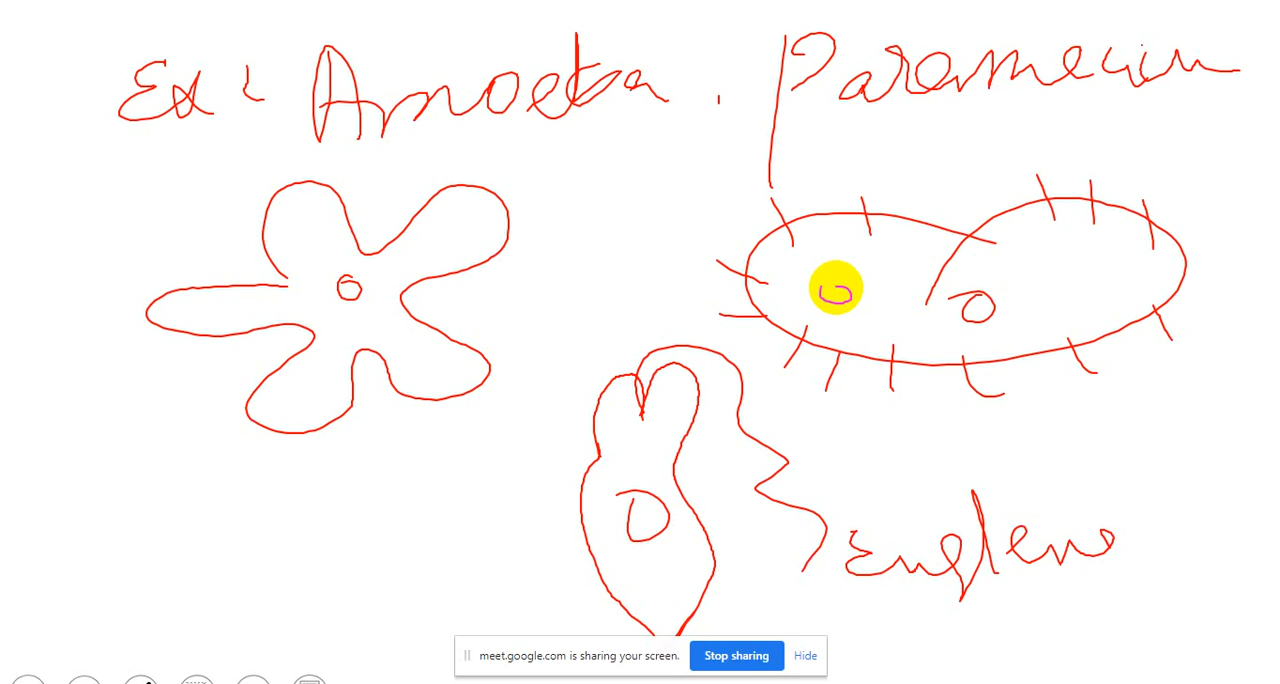 Ex: Amoeba. Paramecium
Euglena
meet.google.com is sharing your screen. Stop sharing Hide